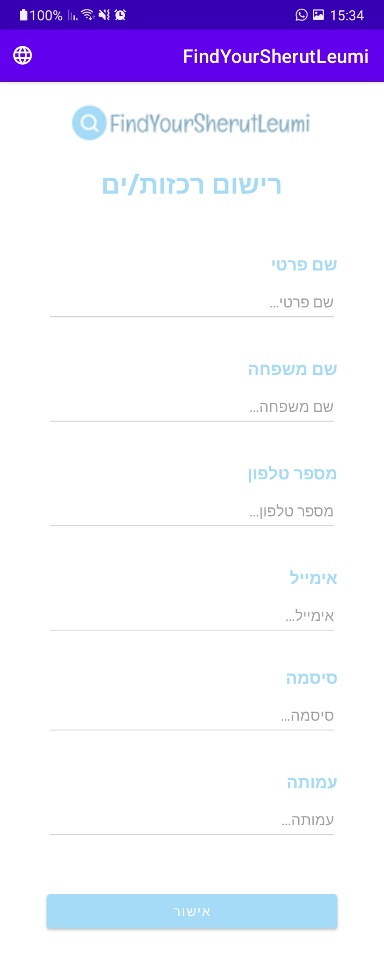 100% 15:34
FindYourSherutLeumi
FindYourSherutLeumi
רישום רכזות/ים
שם פרטי
שם פרטי...
שם משפחה
שם משפחה...
מספר טלפון
מספר טלפון...
אימייל
אימייל...
סיסמה
סיסמה...
עמותה
עמותה...
אישור